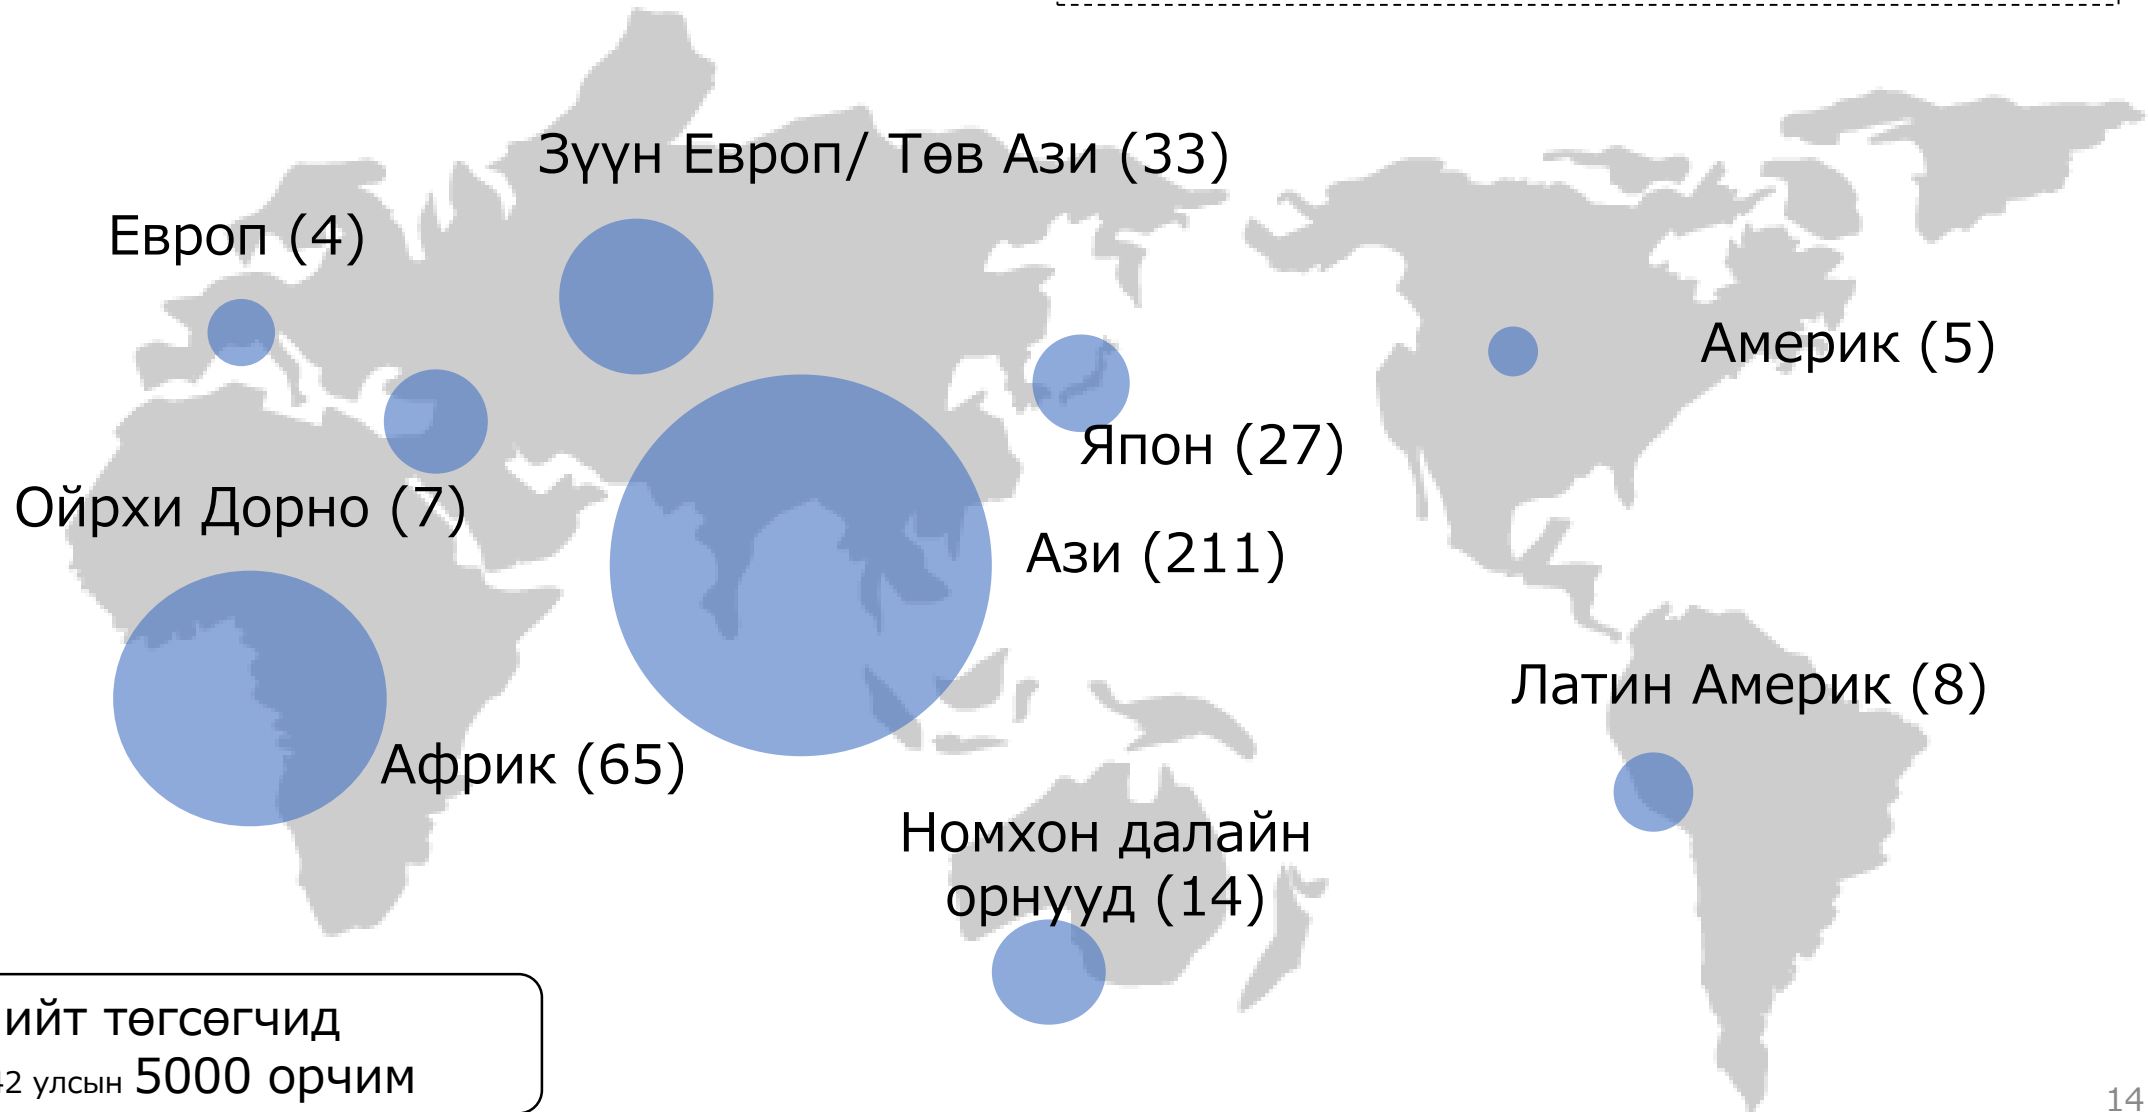 Зүүн Европ/ Төв Ази (33)
Европ (4)
Америк (5)
Япон (27)
Ойрхи Дорно (7)
Ази (211)
Латин Америк (8)
Африк (65)
Номхон далайн
орнууд (14)
ийт төгсөгчид
42 улсын 5000 орчим
14